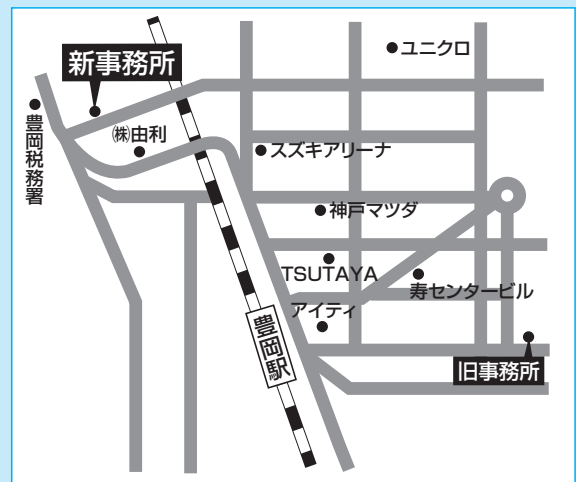 ユニクロ
新事務所
豊岡税務署
㈱由利
スズキアリーナ
神戸マツダ
TSUTAYA
寿センタービル
アイティ
豊岡駅
旧事務所